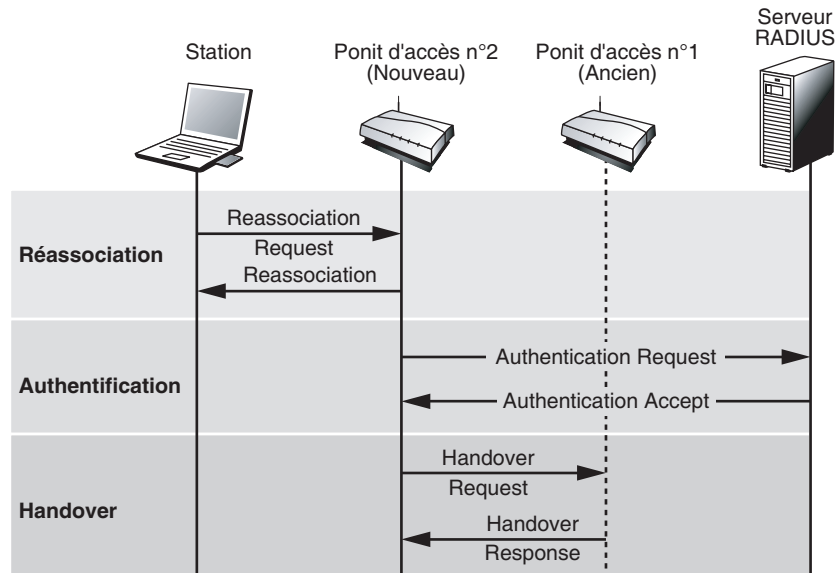 Serveur
RADIUS
Station
Ponit d'accès n°2
(Nouveau)
Ponit d'accès n°1
(Ancien)
Réassociation
Reassociation
Request
Reassociation
Authentification
Authentication Request
Authentication Accept
Handover
Handover
Request
Handover
Response